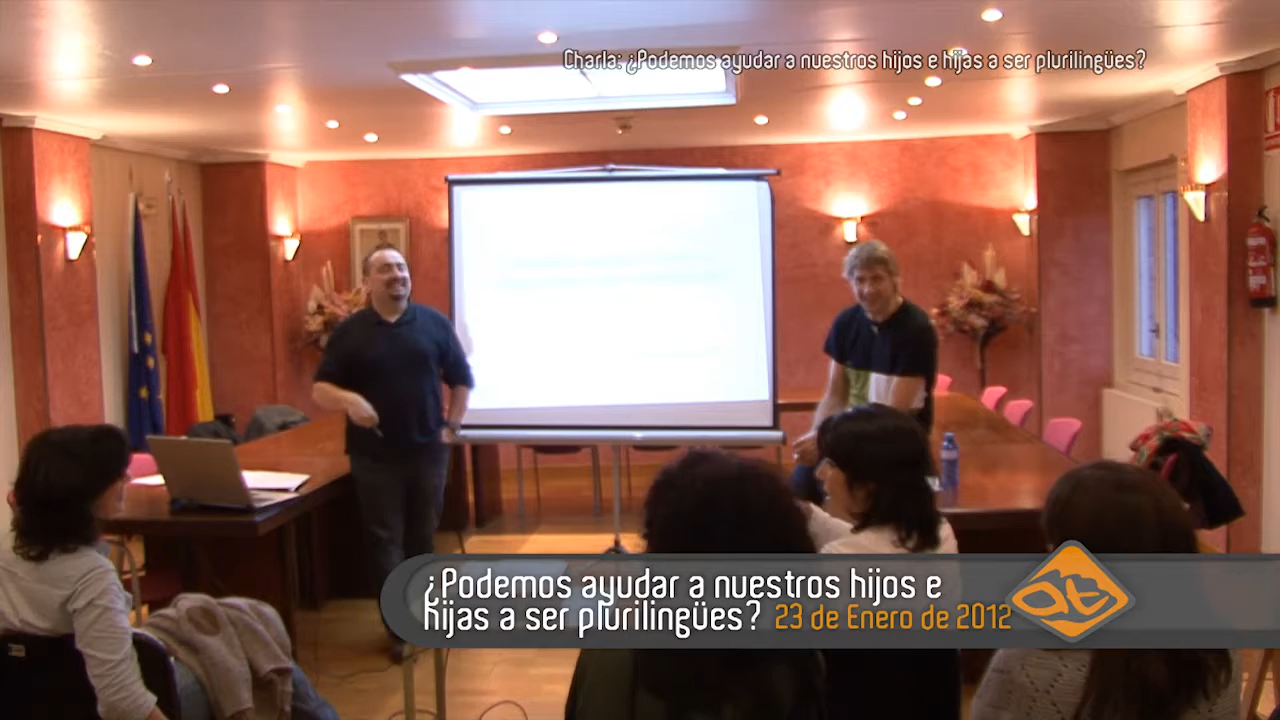 Charla: ¿Podemos ayudar a nuestros hijos e hijas a ser plurilingües?
¿Podemos ayudar a nuestros hijos e
hijas a ser plurilingües? 23 de Enero de 2012